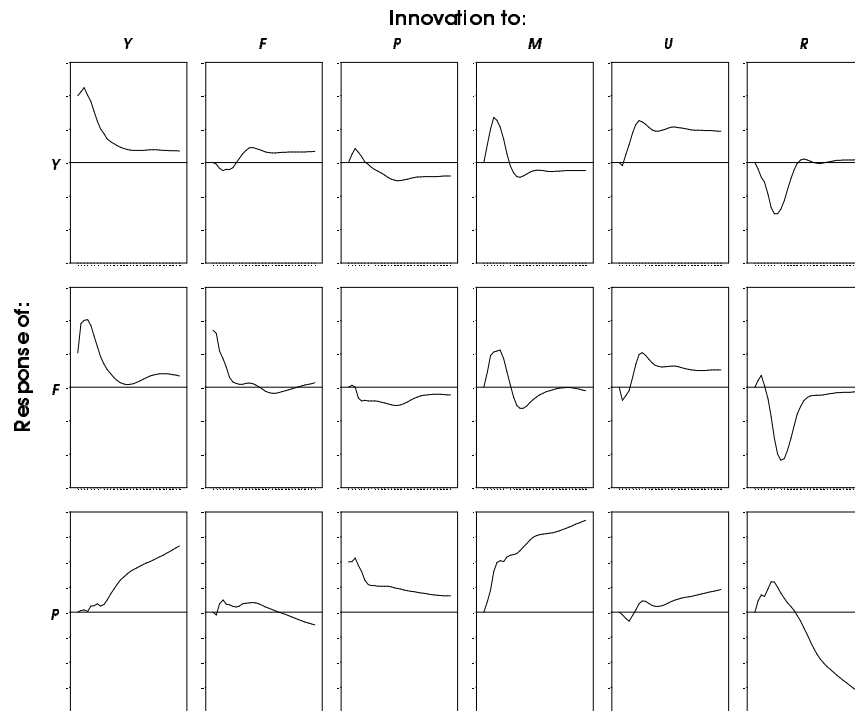 Innovation to:
Y F P M U R
Y
Response of:
F
P